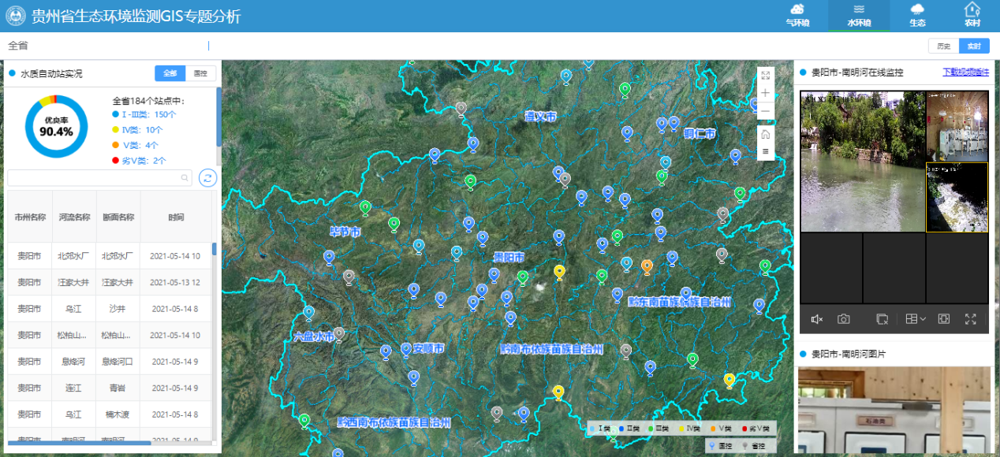 贵州省生态环境监测GIS专题分析
气环境
水环境
生态
农村
全省
历史
实时
水质自动站实况
全部
国控
优良率
90.4%
全省184个站点中：
I-Ⅲ类： 150个
Ⅳ类： 10个
Ⅴ类： 4个
劣Ⅴ类： 2个
市州名称 河流名称 断面名称 时间
贵阳市 北郊水厂 北郊水厂 2021-05-14 10
贵阳市 汪家大井 汪家大井 2021-05-13 12
贵阳市 乌江 沙井 2021-05-14 8
贵阳市 松柏山... 松柏山... 2021-05-14 10
贵阳市 息烽河 息烽河口 2021-05-14 9
贵阳市 涟江 青岩 2021-05-14 9
贵阳市 乌江 楠木渡 2021-05-14 8
贵阳市 南明河 2021-05-14 9
遵义市
铜仁市
毕节市
贵阳市
黔东南苗族侗族自治州
六盘水市
安顺市
黔南布依族苗族自治州
黔西南布依族苗族自治州
I类 Ⅱ类 Ⅲ类 Ⅳ类 Ⅴ类 劣Ⅴ类
国控 省控
贵阳市-南明河在线监控
下载视频插件
贵阳市-南明河图片
石油类